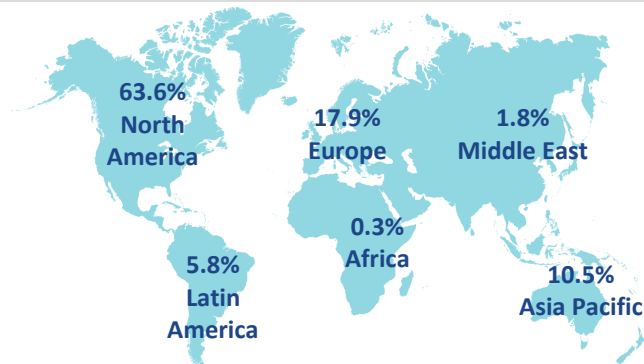 63.6%
North
America
17.9%
Europe
1.8%
Middle East
0.3%
Africa
5.8%
Latin
America
10.5%
Asia Pacific